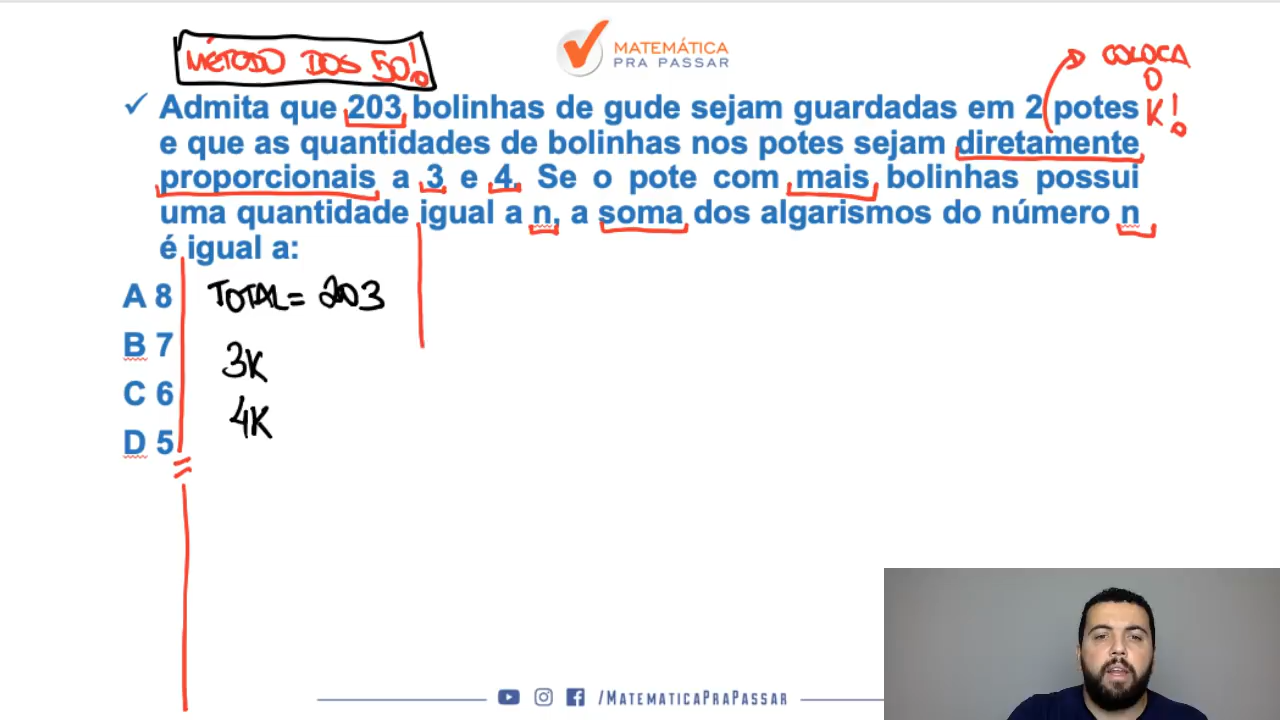 MÉTODO DOS 50!
MATEMÁTICA
PRA PASSAR
COLOCA
O
K!
✓ Admita que 203 bolinhas de gude sejam guardadas em 2 potes
e que as quantidades de bolinhas nos potes sejam diretamente
proporcionais a 3 e 4. Se o pote com mais bolinhas possui
uma quantidade igual a n, a soma dos algarismos do número n
é igual a:
A 8
B 7
C 6
D 5
TOTAL = 203
3K
4K
/MATEMATICAPRAPASSAR